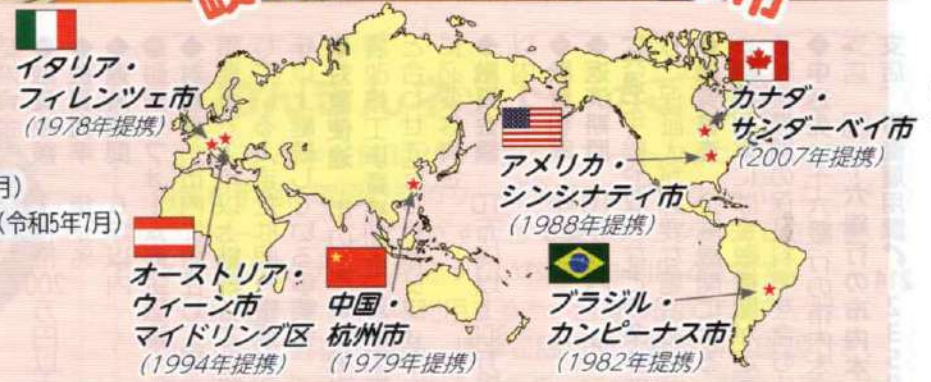 市
イタリア・
フィレンツェ市
(1978年提携)
カナダ・
サンダーベイ市
(2007年提携)
アメリカ・
シンシナティ市
(1988年提携)
月)
(令和5年7月)
オーストリア・
ウィーン市
マイドリング区
(1994年提携)
中国・
杭州市
(1979年提携)
ブラジル・
カンピーナス市
(1982年提携)